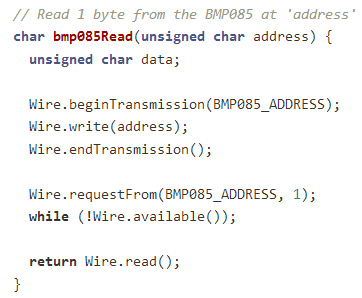 // Read 1 byte from the BMP085 at 'address'
char bmp085Read(unsigned char address) {
  unsigned char data;

  Wire.beginTransmission(BMP085_ADDRESS);
  Wire.write(address);
  Wire.endTransmission();

  Wire.requestFrom(BMP085_ADDRESS, 1);
  while (!Wire.available());

  return Wire.read();
}